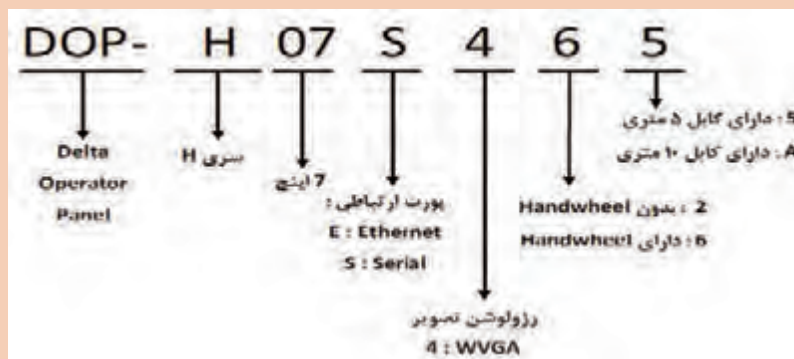 DOP- H 07 S 4 6 5
Delta
Operator
Panel
سری H
7 اینچ
پورت ارتباطی :
E : Ethernet
S : Serial
رزولوشن تصویر
4 : WVGA
2 : بدون Handwheel
6 : دارای Handwheel
5 : دارای کابل ۵ متری
A : دارای کابل ۱۰ متری